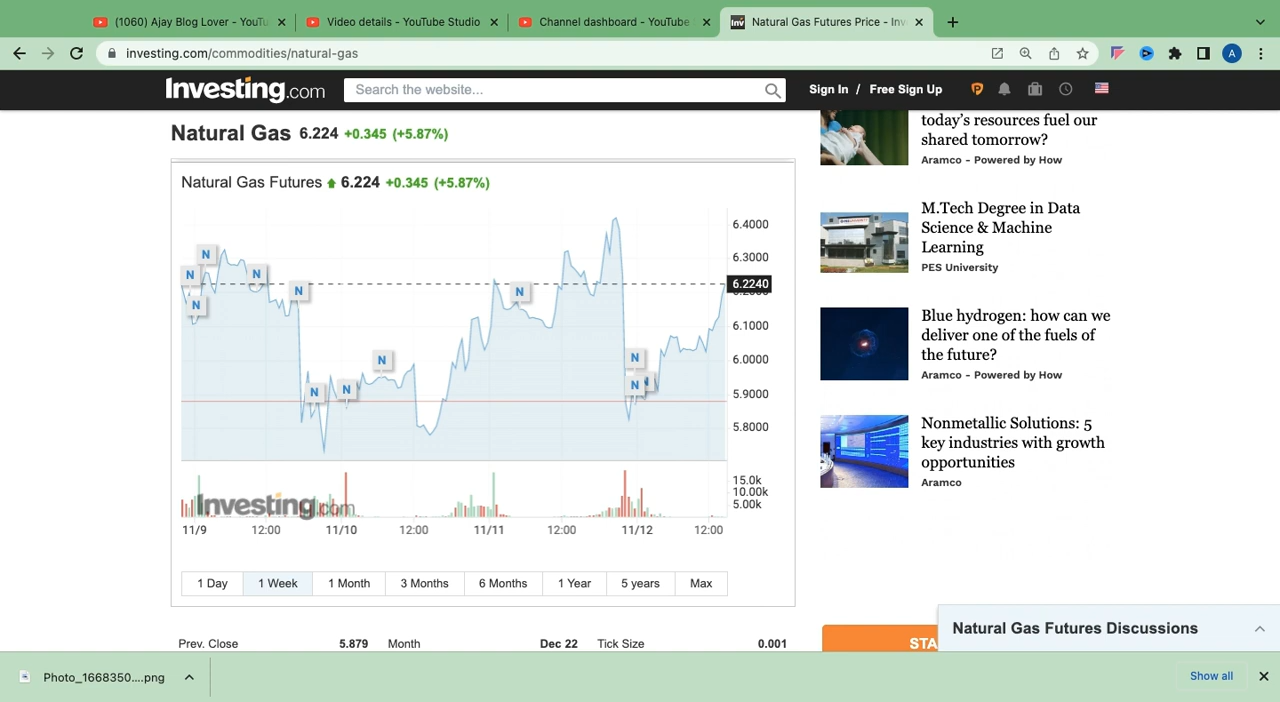 (1060) Ajay Blog Lover - YouTu
Video details - YouTube Studio
Channel dashboard - YouTube
Natural Gas Futures Price - Inv
investing.com/commodities/natural-gas
A
Investing.com
Search the website...
Sign In / Free Sign Up
Natural Gas 6.224 +0.345 (+5.87%)
Natural Gas Futures 6.224 +0.345 (+5.87%)
6.4000
6.3000
6.2240
6.1000
6.0000
5.9000
5.8000
N
N
N
N
N
N
N
N
N
N
N
15.0k
10.00k
5.00k
Investing.com
11/9 12:00 11/10 12:00 11/11 12:00 11/12 12:00
1 Day 1 Week 1 Month 3 Months 6 Months 1 Year 5 years Max
Prev. Close 5.879 Month Dec 22 Tick Size 0.001
today's resources fuel our
shared tomorrow?
Aramco - Powered by How
M.Tech Degree in Data
Science & Machine
Learning
PES University
Blue hydrogen: how can we
deliver one of the fuels of
the future?
Aramco - Powered by How
Nonmetallic Solutions: 5
key industries with growth
opportunities
Aramco
STA
Natural Gas Futures Discussions
Photo_1668350....png
Show all